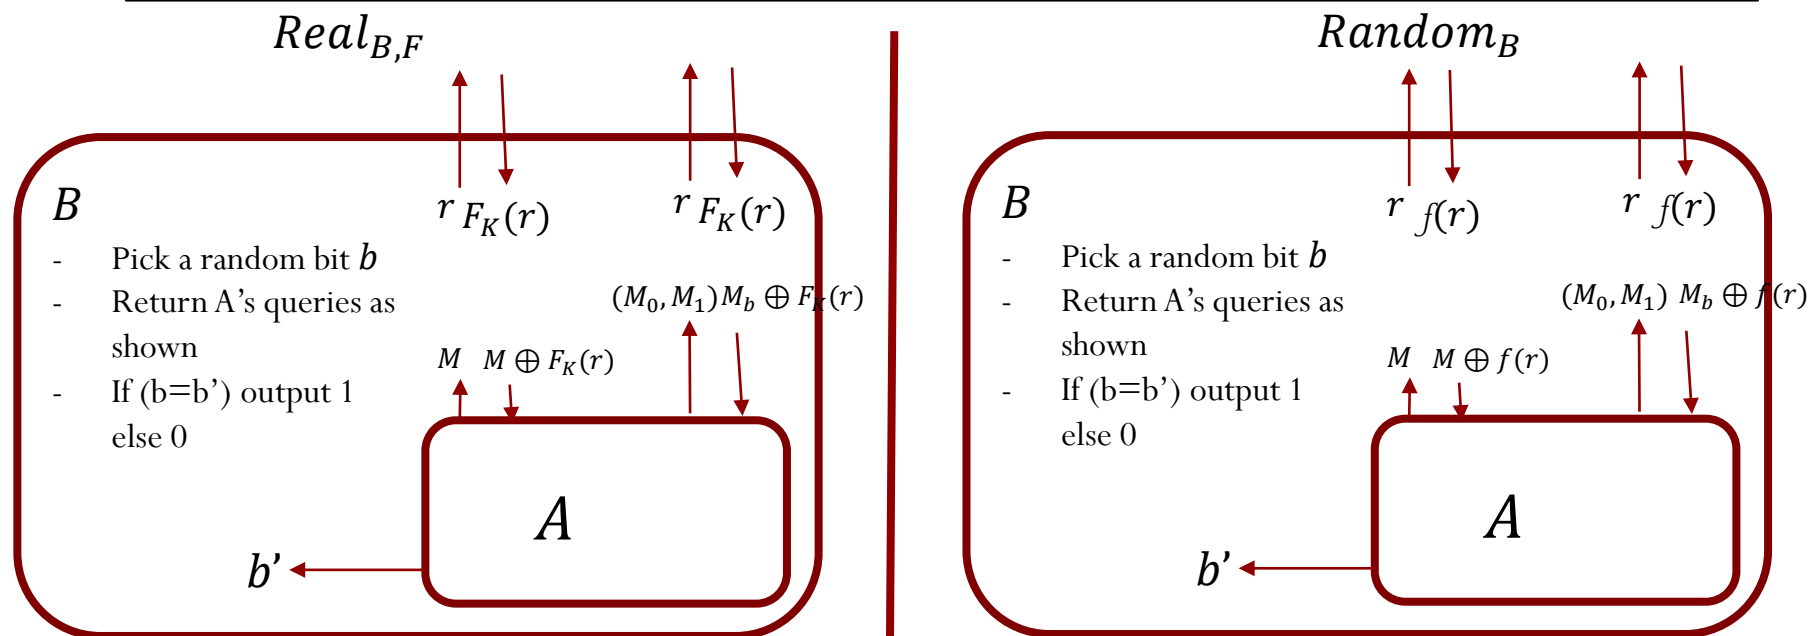 Real_{B,F}
r F_K(r) r F_K(r)
B
- Pick a random bit b
- Return A's queries as
shown
- If (b=b') output 1
else 0
(M_0, M_1) M_b ⊕ F_K(r)
M M ⊕ F_K(r)
A
b'
Random_B
r f(r) r f(r)
B
- Pick a random bit b
- Return A's queries as
shown
- If (b=b') output 1
else 0
(M_0, M_1) M_b ⊕ f(r)
M M ⊕ f(r)
A
b'